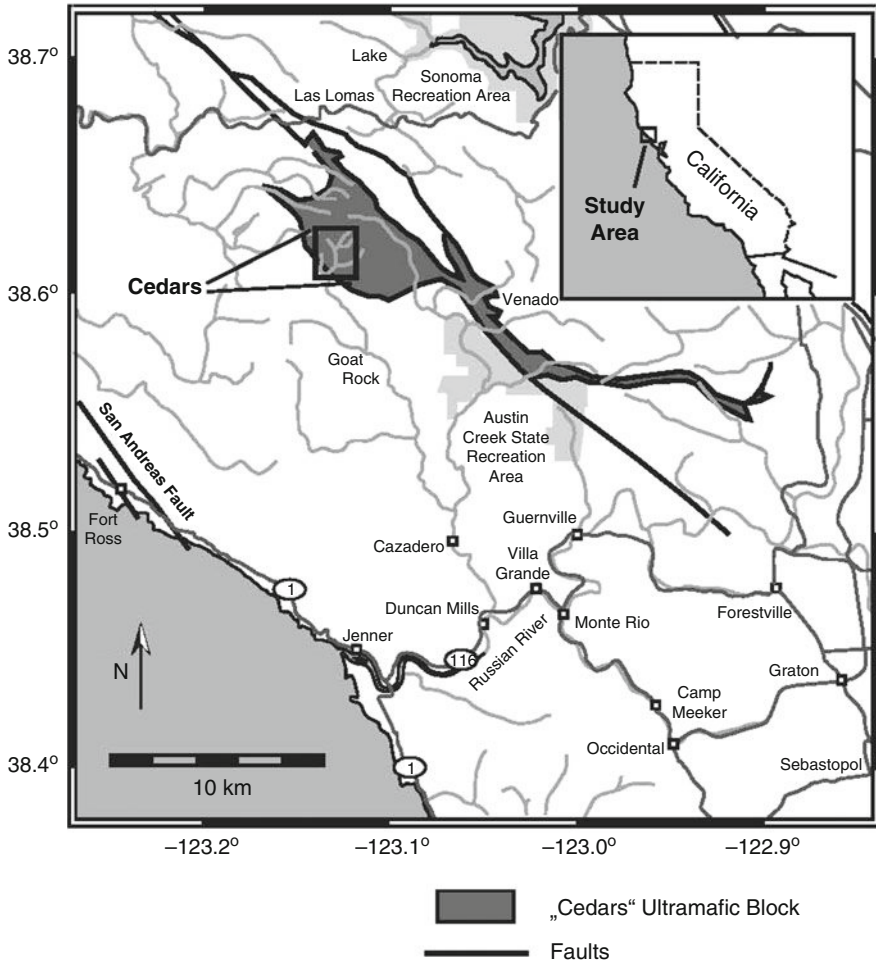 38.7°
Lake
Sonoma
Recreation Area
Las Lomas
California
Study
Area
Cedars
38.6°
Venado
Goat
Rock
San Andreas Fault
Austin
Creek State
Recreation
Area
38.5°
Fort
Ross
Guernville
Cazadero
Villa
Grande
1
Duncan Mills
Monte Rio
Forestville
Jenner
Russian River
116
N
Graton
Camp
Meeker
Occidental
38.4°
10 km
1
Sebastopol
–123.2°
–123.1°
–123.0°
–122.9°
„Cedars“ Ultramafic Block
Faults